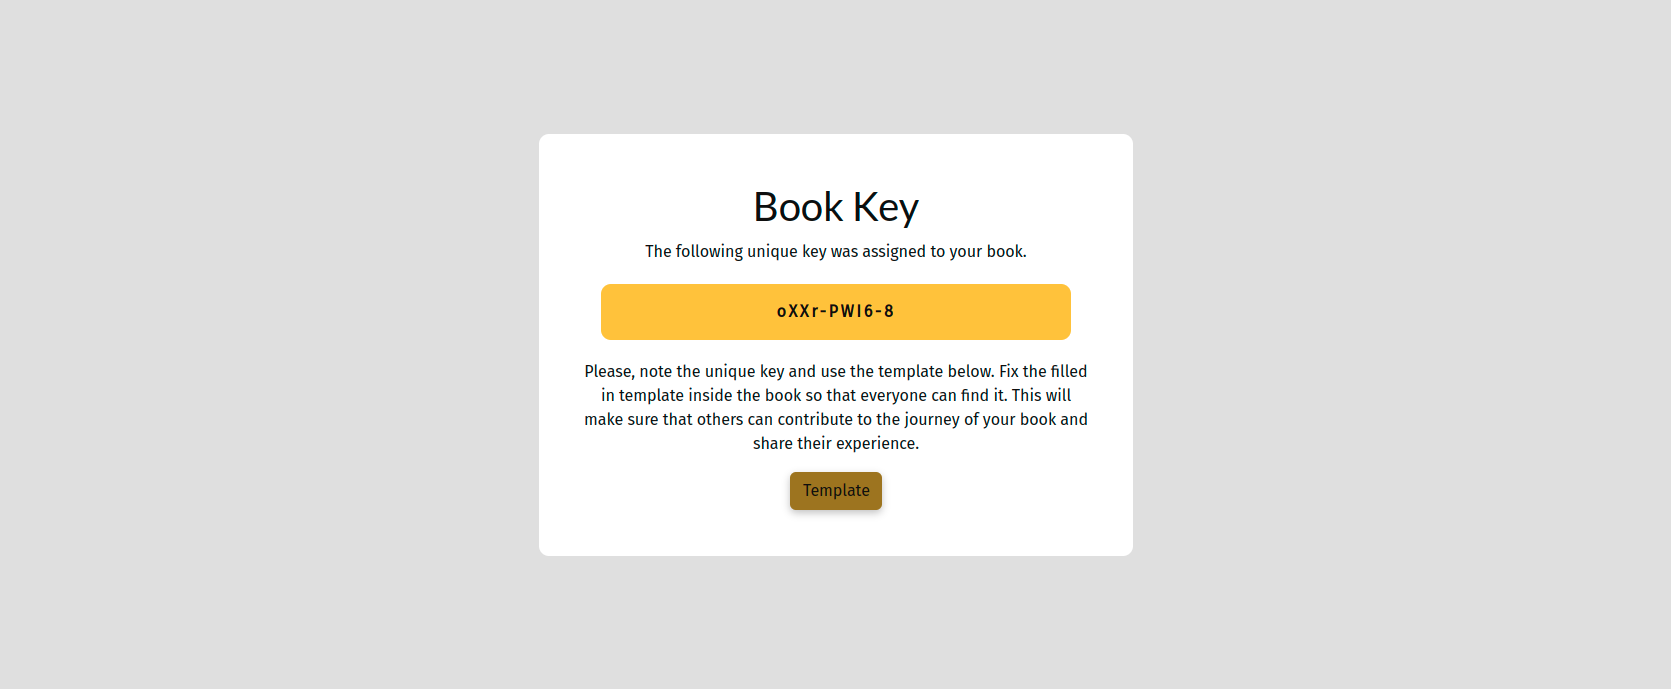 Book Key
The following unique key was assigned to your book.
oXXr-PWI6-8
Please, note the unique key and use the template below. Fix the filled
in template inside the book so that everyone can find it. This will
make sure that others can contribute to the journey of your book and
share their experience.
Template